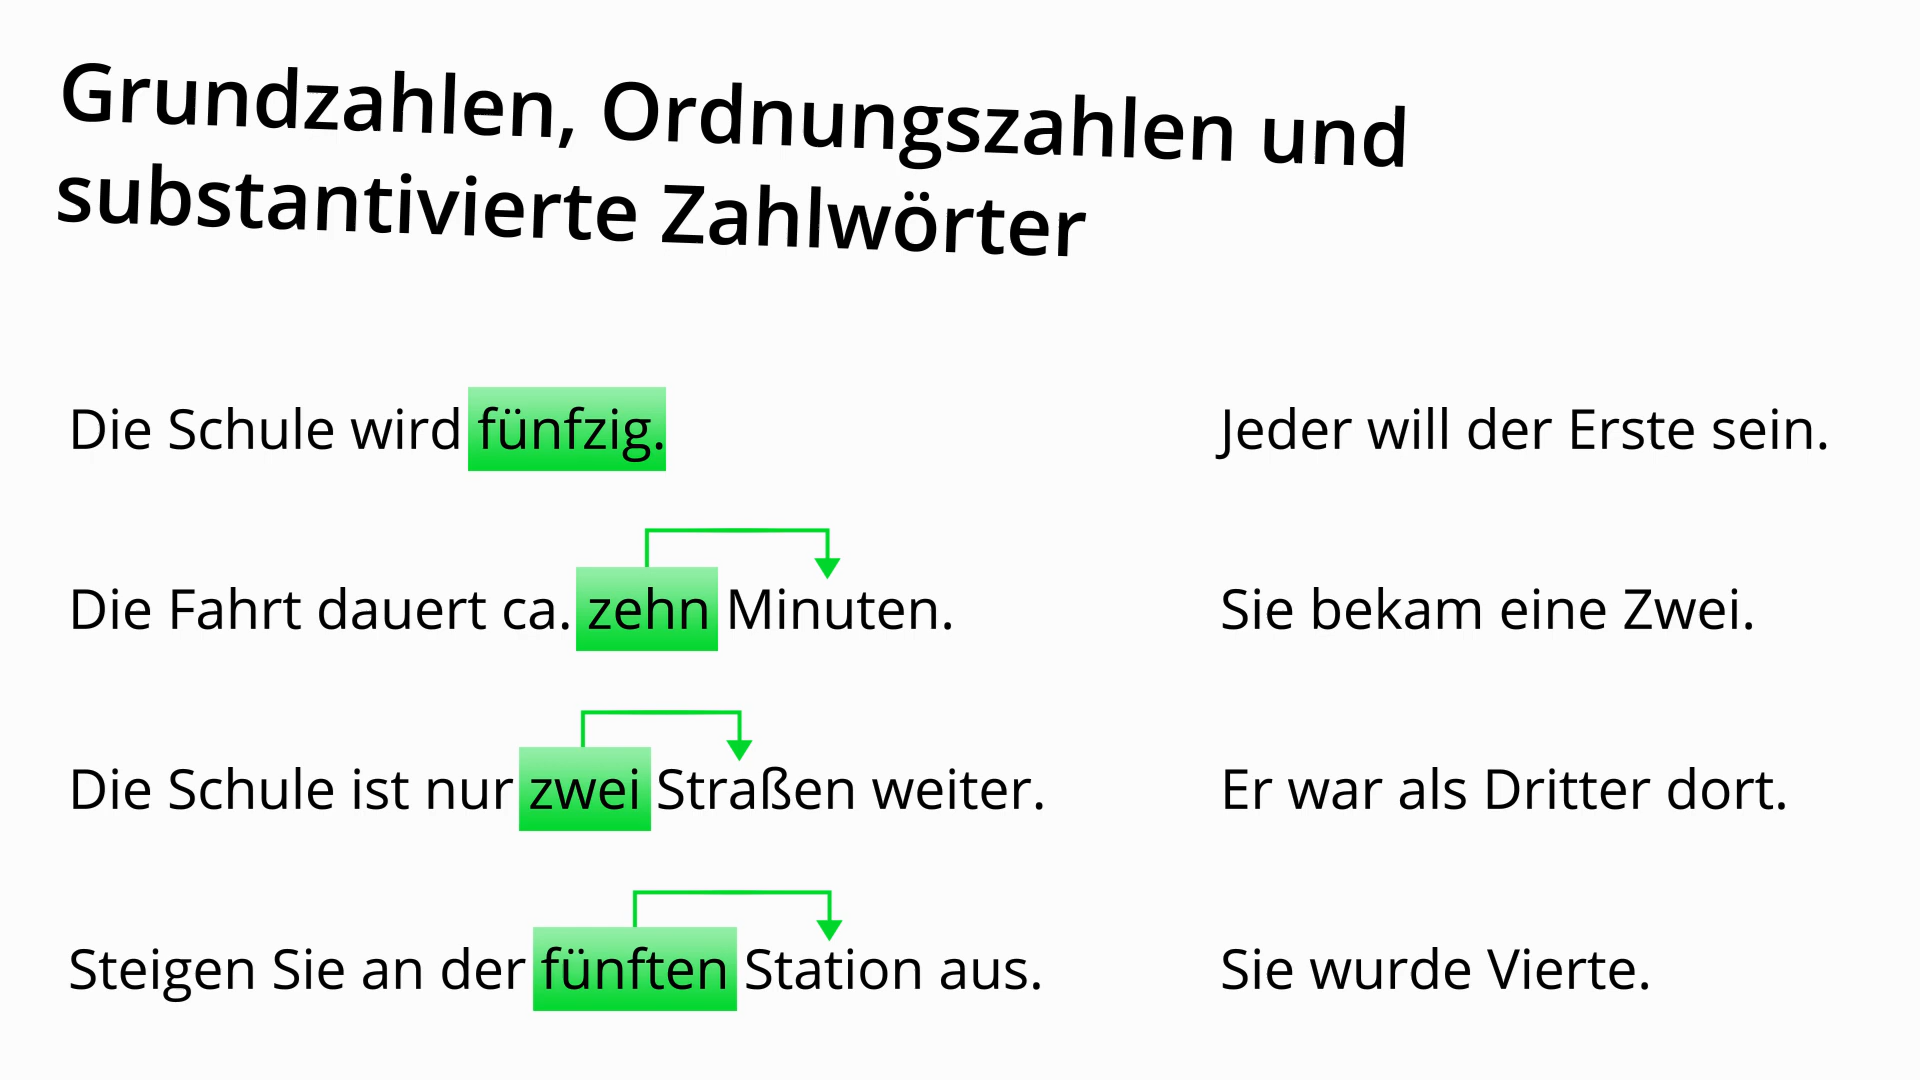 Grundzahlen, Ordnungszahlen und
substantivierte Zahlwörter
Die Schule wird fünfzig.
Die Fahrt dauert ca. zehn Minuten.
Die Schule ist nur zwei Straßen weiter.
Steigen Sie an der fünften Station aus.
Jeder will der Erste sein.
Sie bekam eine Zwei.
Er war als Dritter dort.
Sie wurde Vierte.